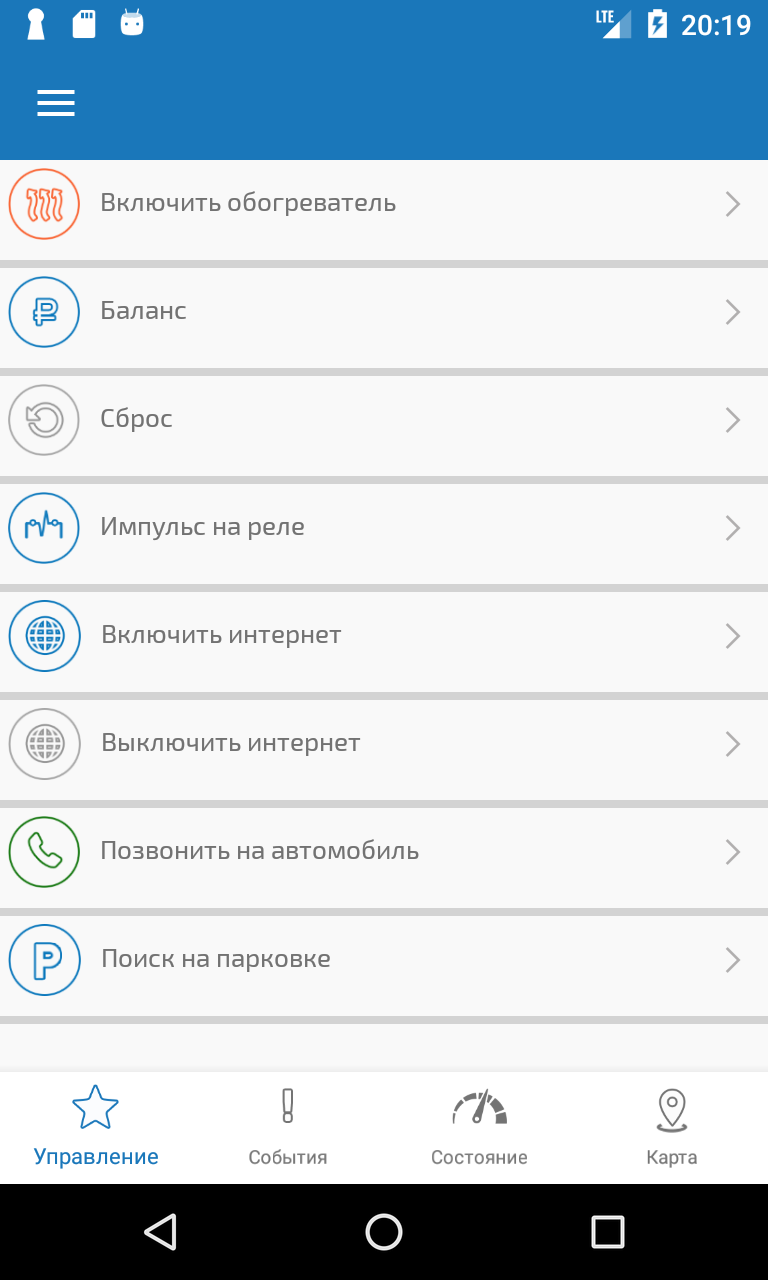 LTE 20:19
Включить обогреватель
Баланс
Сброс
Импульс на реле
Включить интернет
Выключить интернет
Позвонить на автомобиль
Поиск на парковке
Управление События Состояние Карта